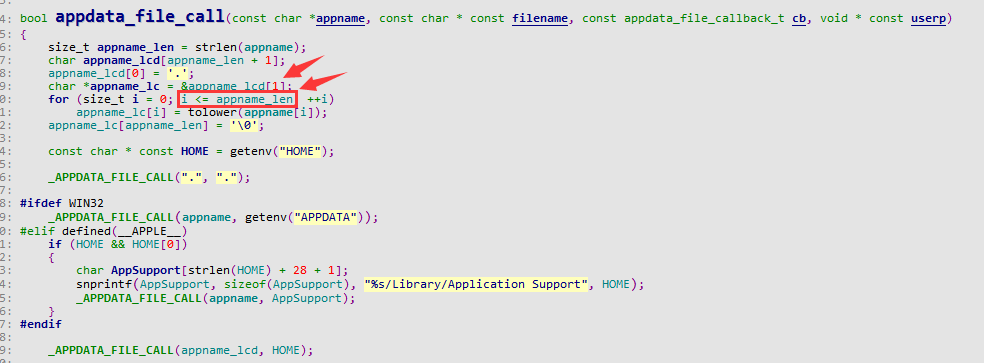 4: bool appdata_file_call(const char *appname, const char * const filename, const appdata_file_callback_t cb, void * const userp)
5: {
6: size_t appname_len = strlen(appname);
7: char appname_lcd[appname_len + 1];
8: appname_lcd[0] = '.';
9: char *appname_lc = &appname_lcd[1];
0: for (size_t i = 0; i <= appname_len ++i)
1: appname_lc[i] = tolower(appname[i]);
2: appname_lc[appname_len] = '\0';
3:
4: const char * const HOME = getenv("HOME");
5:
6: _APPDATA_FILE_CALL(".", ".");
7:
8: #ifdef WIN32
9: _APPDATA_FILE_CALL(appname, getenv("APPDATA"));
0: #elif defined(__APPLE__)
1: if (HOME && HOME[0])
2: {
3: char AppSupport[strlen(HOME) + 28 + 1];
4: snprintf(AppSupport, sizeof(AppSupport), "%s/Library/Application Support", HOME);
5: _APPDATA_FILE_CALL(appname, AppSupport);
6: }
7: #endif
8:
9: _APPDATA_FILE_CALL(appname_lcd, HOME);